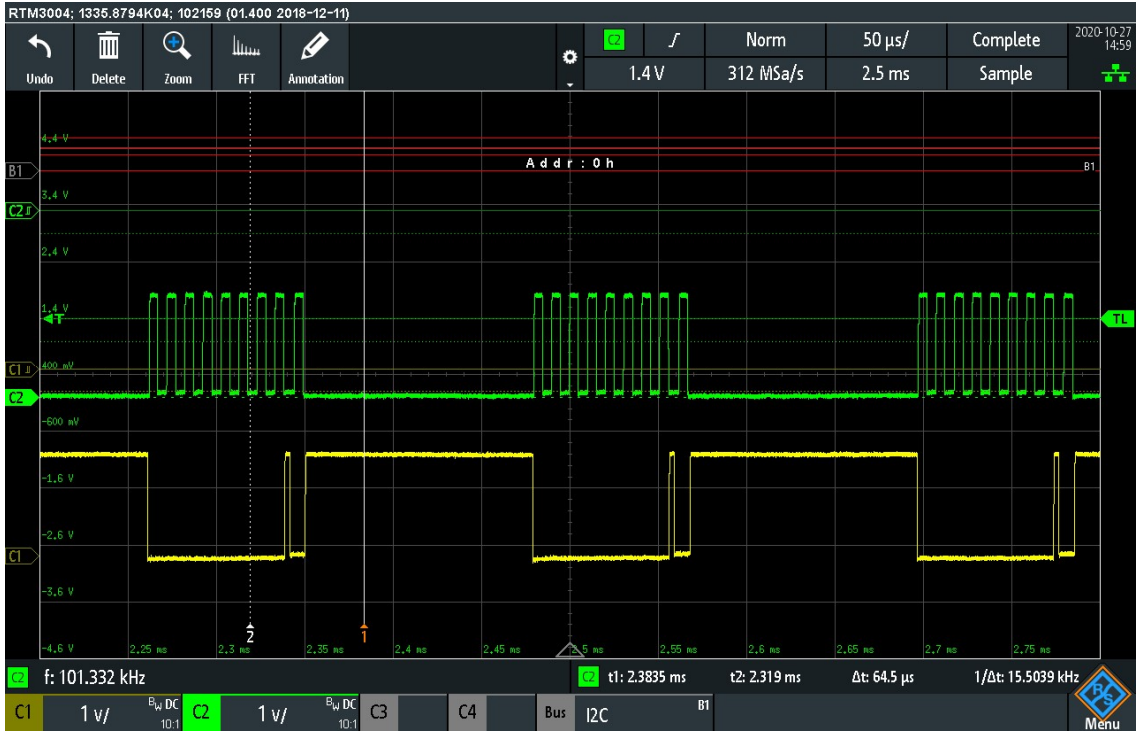 RTM3004; 1335.8794K04; 102159 (01.400 2018-12-11)
Undo Delete Zoom FFT Annotation
C2 Norm 50 µs/ Complete
1.4 V 312 MSa/s 2.5 ms Sample
2020-10-27
14:59
4.4 V
Addr:0h
B1 B1
3.4 V
C2
2.4 V
1.4 V
T TL
C1 400 mV
C2
-600 mV
-1.6 V
-2.6 V
C1
-3.6 V
2 1
-4.6 V 2.25 ms 2.3 ms 2.35 ms 2.4 ms 2.45 ms 2.5 ms 2.55 ms 2.6 ms 2.65 ms 2.7 ms 2.75 ms
C2 f: 101.332 kHz C2 t1: 2.3835 ms t2: 2.319 ms Δt: 64.5 µs 1/Δt: 15.5039 kHz
C1 1 V/ BW DC 10:1 C2 1 V/ BW DC 10:1 C3 C4 Bus I2C B1
R&S
Menu